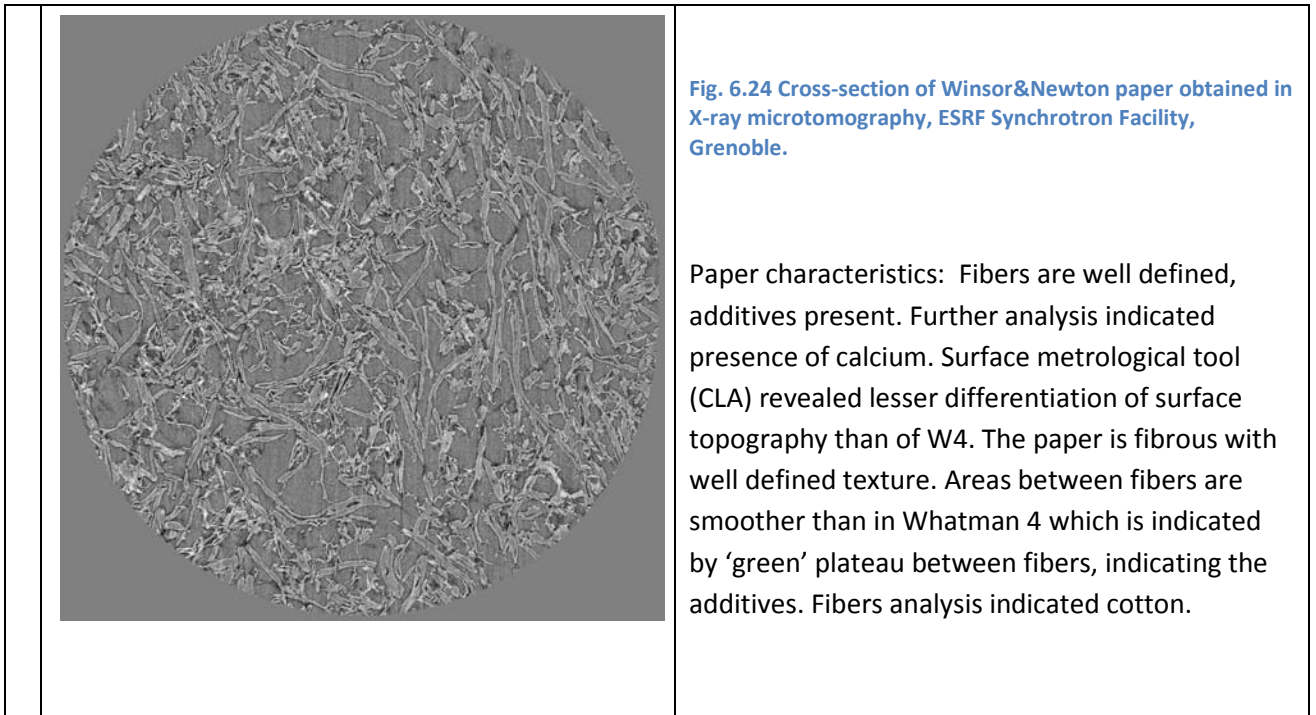 Fig. 6.24 Cross-section of Winsor&Newton paper obtained in
X-ray microtomography, ESRF Synchrotron Facility,
Grenoble.
Paper characteristics:  Fibers are well defined,
additives present. Further analysis indicated
presence of calcium. Surface metrological tool
(CLA) revealed lesser differentiation of surface
topography than of W4. The paper is fibrous with
well defined texture. Areas between fibers are
smoother than in Whatman 4 which is indicated
by ‘green’ plateau between fibers, indicating the
additives. Fibers analysis indicated cotton.